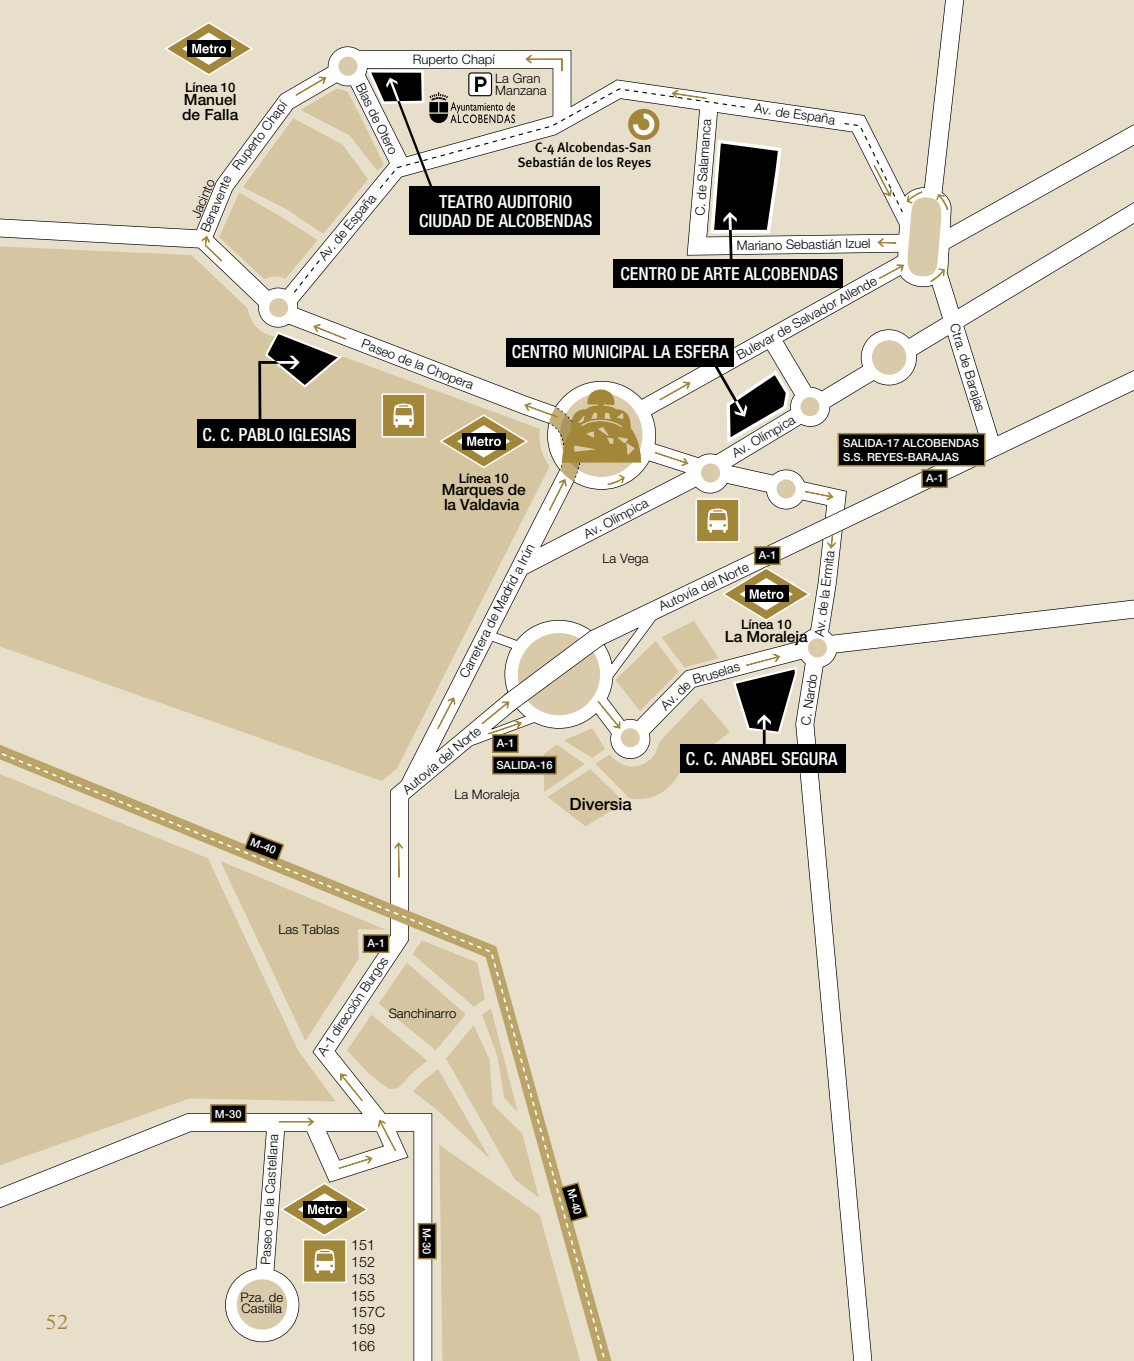 Metro
Línea 10
Manuel
de Falla
Ruperto Chapí
P
La Gran
Manzana
Ayuntamiento de
ALCOBENDAS
Blas de Otero
Ruperto Chapí
Jacinto
Benavente
Av. de España
C-4 Alcobendas-San
Sebastián de los Reyes
Av. de España
C. de Salamanca
TEATRO AUDITORIO
CIUDAD DE ALCOBENDAS
Mariano Sebastián Izuel
CENTRO DE ARTE ALCOBENDAS
Bulevar de Salvador Allende
Ctra. de Barajas
Paseo de la Chopera
CENTRO MUNICIPAL LA ESFERA
C. C. PABLO IGLESIAS
Metro
Línea 10
Marques de
la Valdavia
Av. Olímpica
SALIDA-17 ALCOBENDAS
S.S. REYES-BARAJAS
A-1
Av. Olímpica
La Vega
Carretera de Madrid a Irún
A-1
Autovía del Norte
Metro
Línea 10
La Moraleja
Av. de la Ermita
Av. de Bruselas
C. Nardo
Autovía del Norte
A-1
SALIDA-16
C. C. ANABEL SEGURA
La Moraleja
Diversia
M-40
Las Tablas
A-1
A-1 dirección Burgos
Sanchinarro
M-30
Paseo de la Castellana
Metro
M-40
M-30
151
152
153
155
157C
159
166
Pza. de
Castilla
52